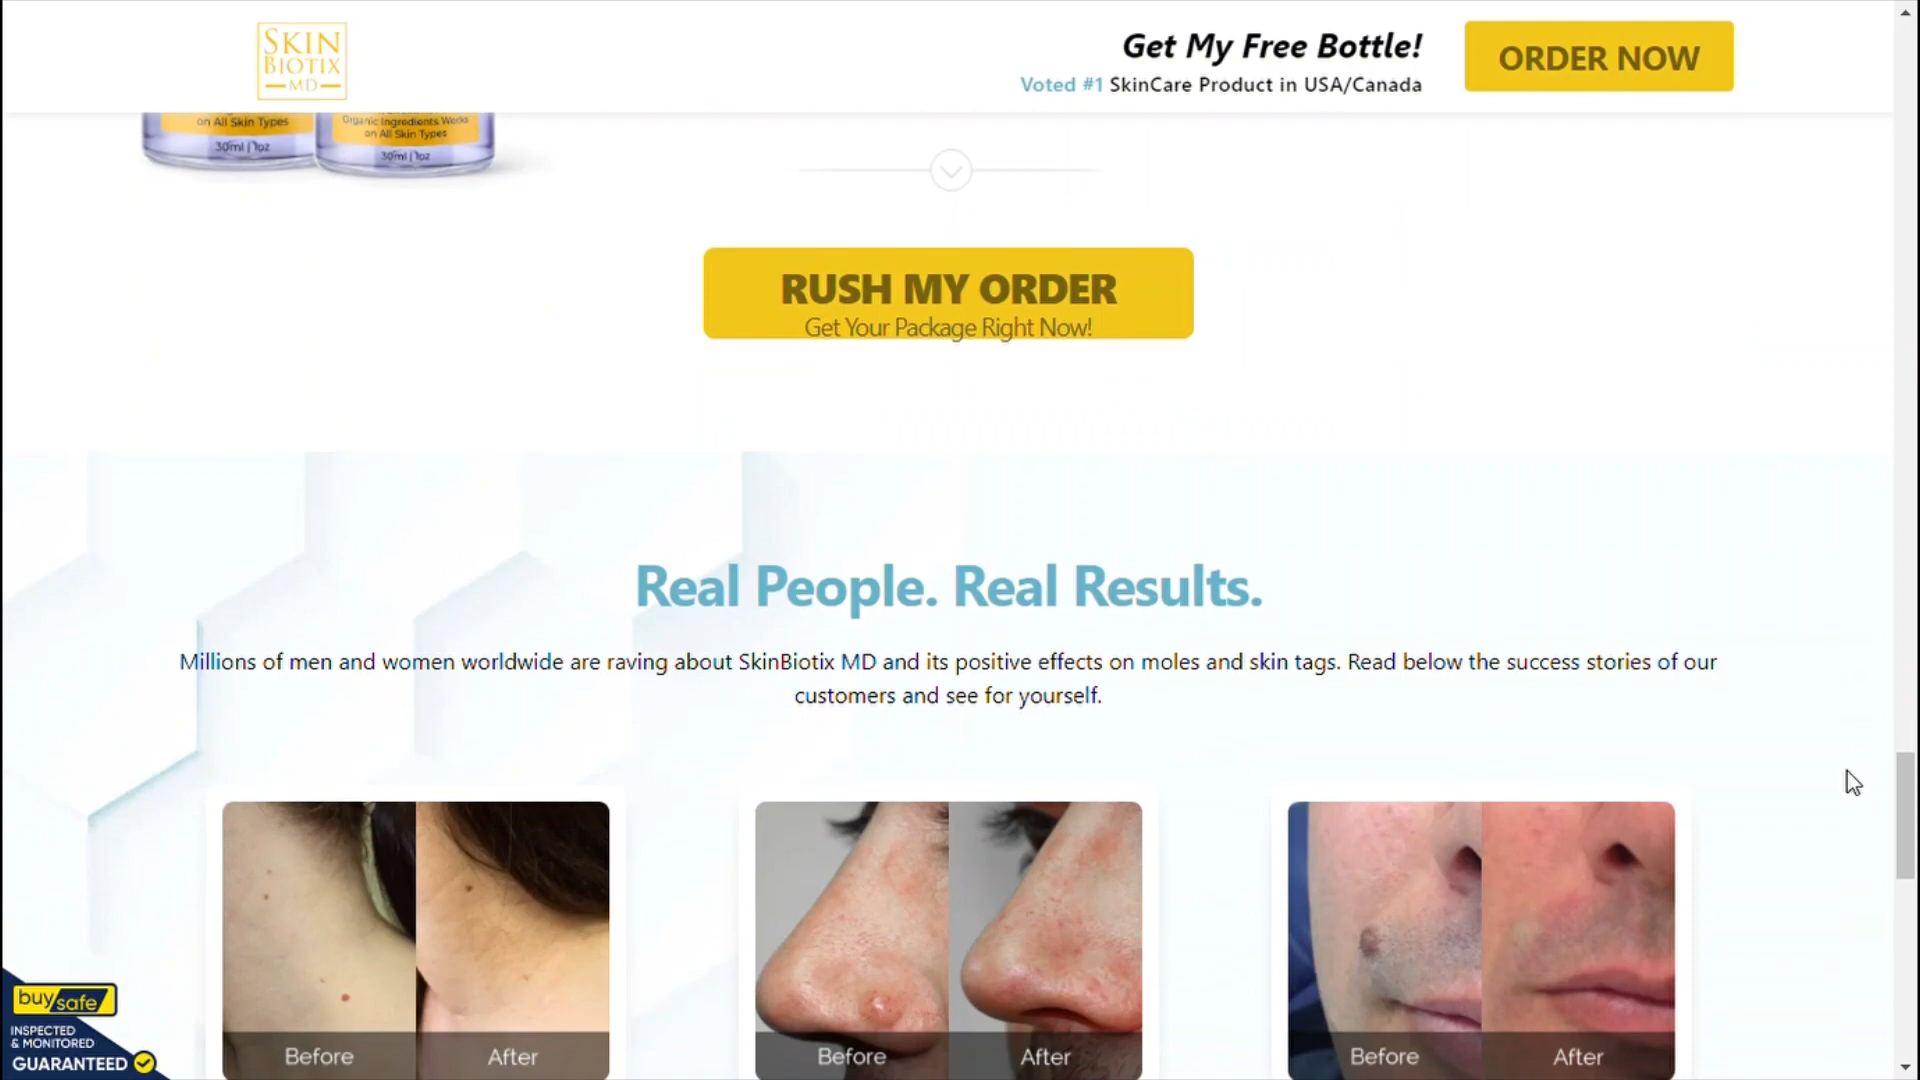 SKIN
BIOTIX
MD
Get My Free Bottle!
Voted #1 SkinCare Product in USA/Canada
ORDER NOW
on All Skin Types
30ml | 1oz
Organic Ingredients Works
on All Skin Types
30ml | 1oz
RUSH MY ORDER
Get Your Package Right Now!
Real People. Real Results.
Millions of men and women worldwide are raving about SkinBiotix MD and its positive effects on moles and skin tags. Read below the success stories of our
customers and see for yourself.
Before
After
Before
After
Before
After
buy safe
INSPECTED
& MONITORED
GUARANTEED